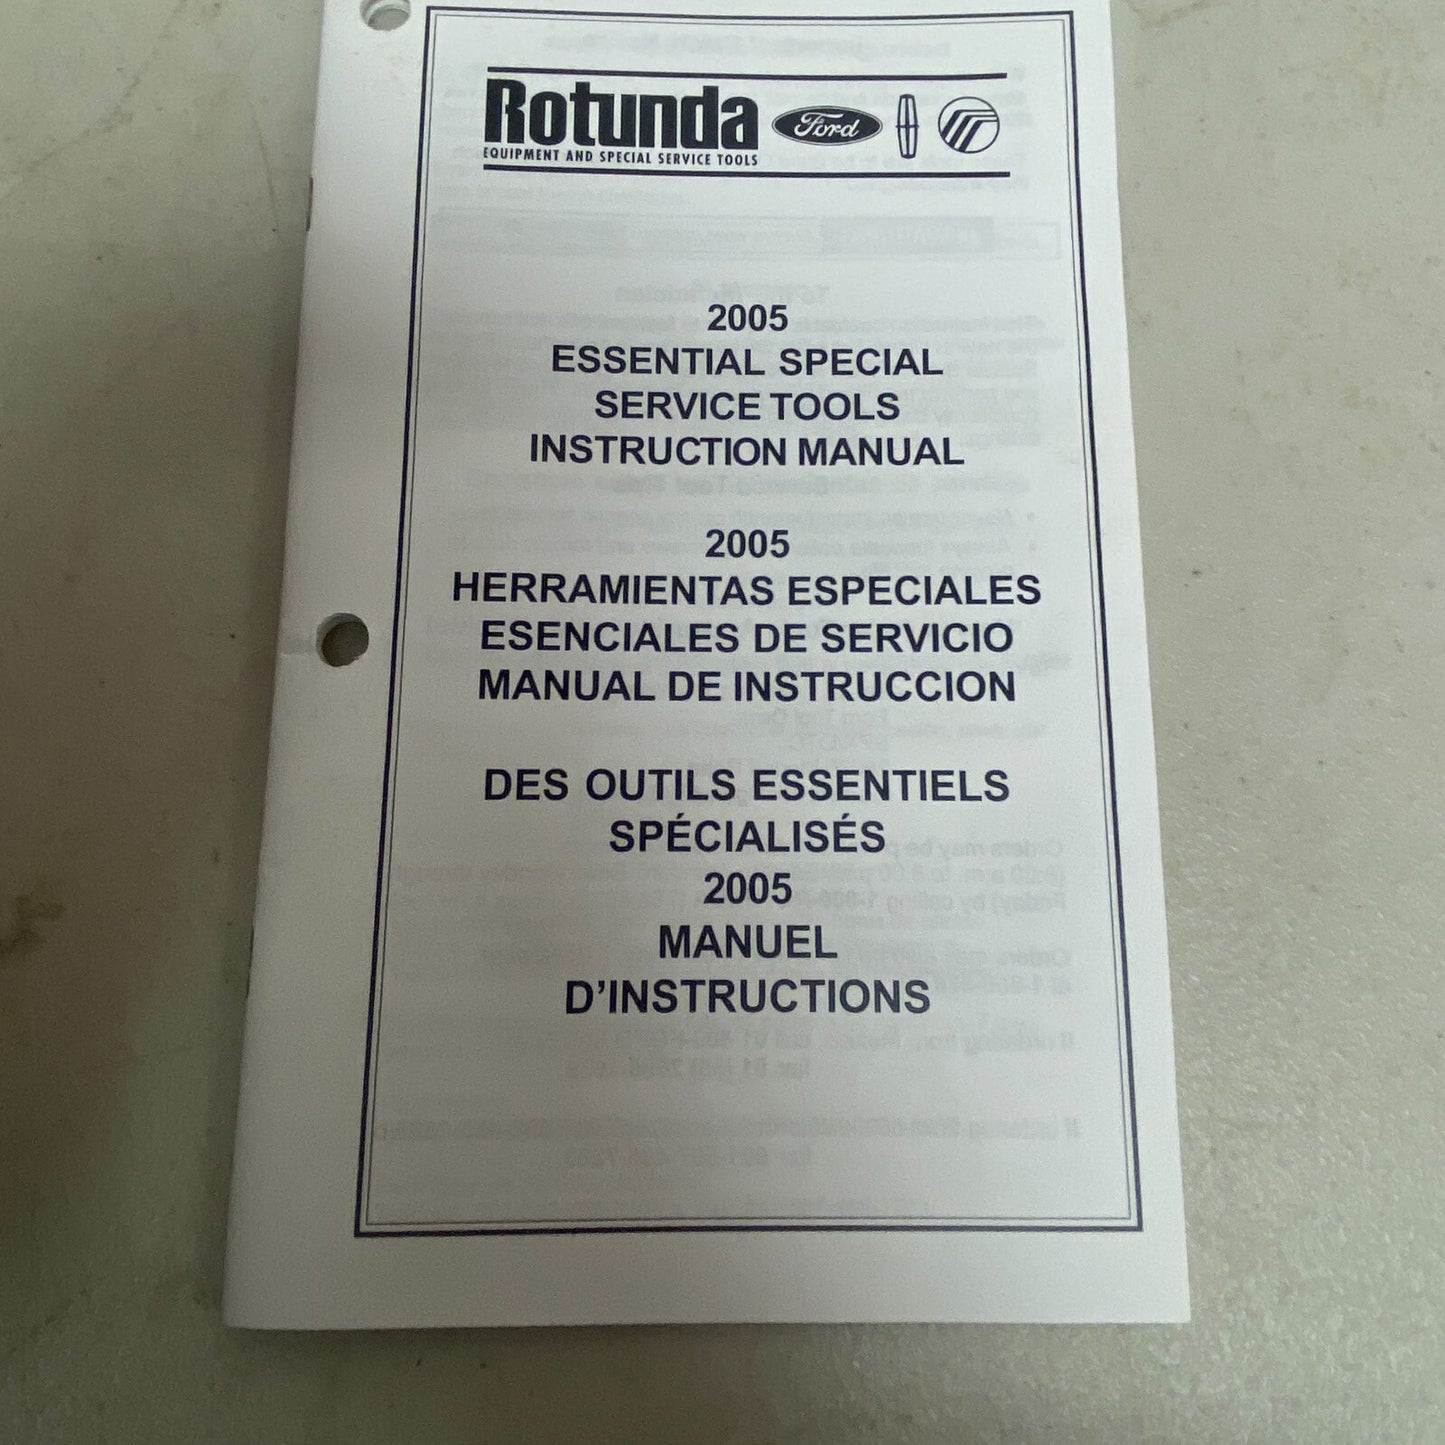 Rotunda
Ford
EQUIPMENT AND SPECIAL SERVICE TOOLS
2005
ESSENTIAL SPECIAL
SERVICE TOOLS
INSTRUCTION MANUAL
2005
HERRAMIENTAS ESPECIALES
ESENCIALES DE SERVICIO
MANUAL DE INSTRUCCION
DES OUTILS ESSENTIELS
SPÉCIALISÉS
2005
MANUEL
D’INSTRUCTIONS